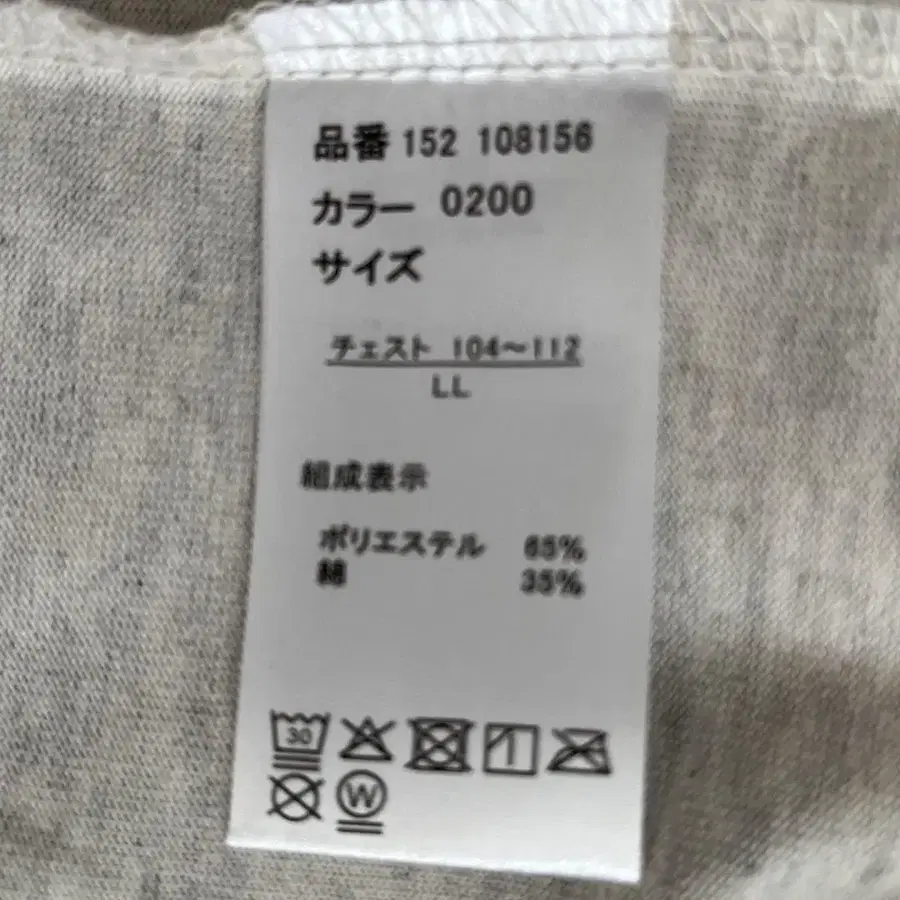 品番 152 108156
カラー 0200
サイズ
チェスト 104～112
LL
組成表示
ポリエステル 65%
綿 35%
30
W